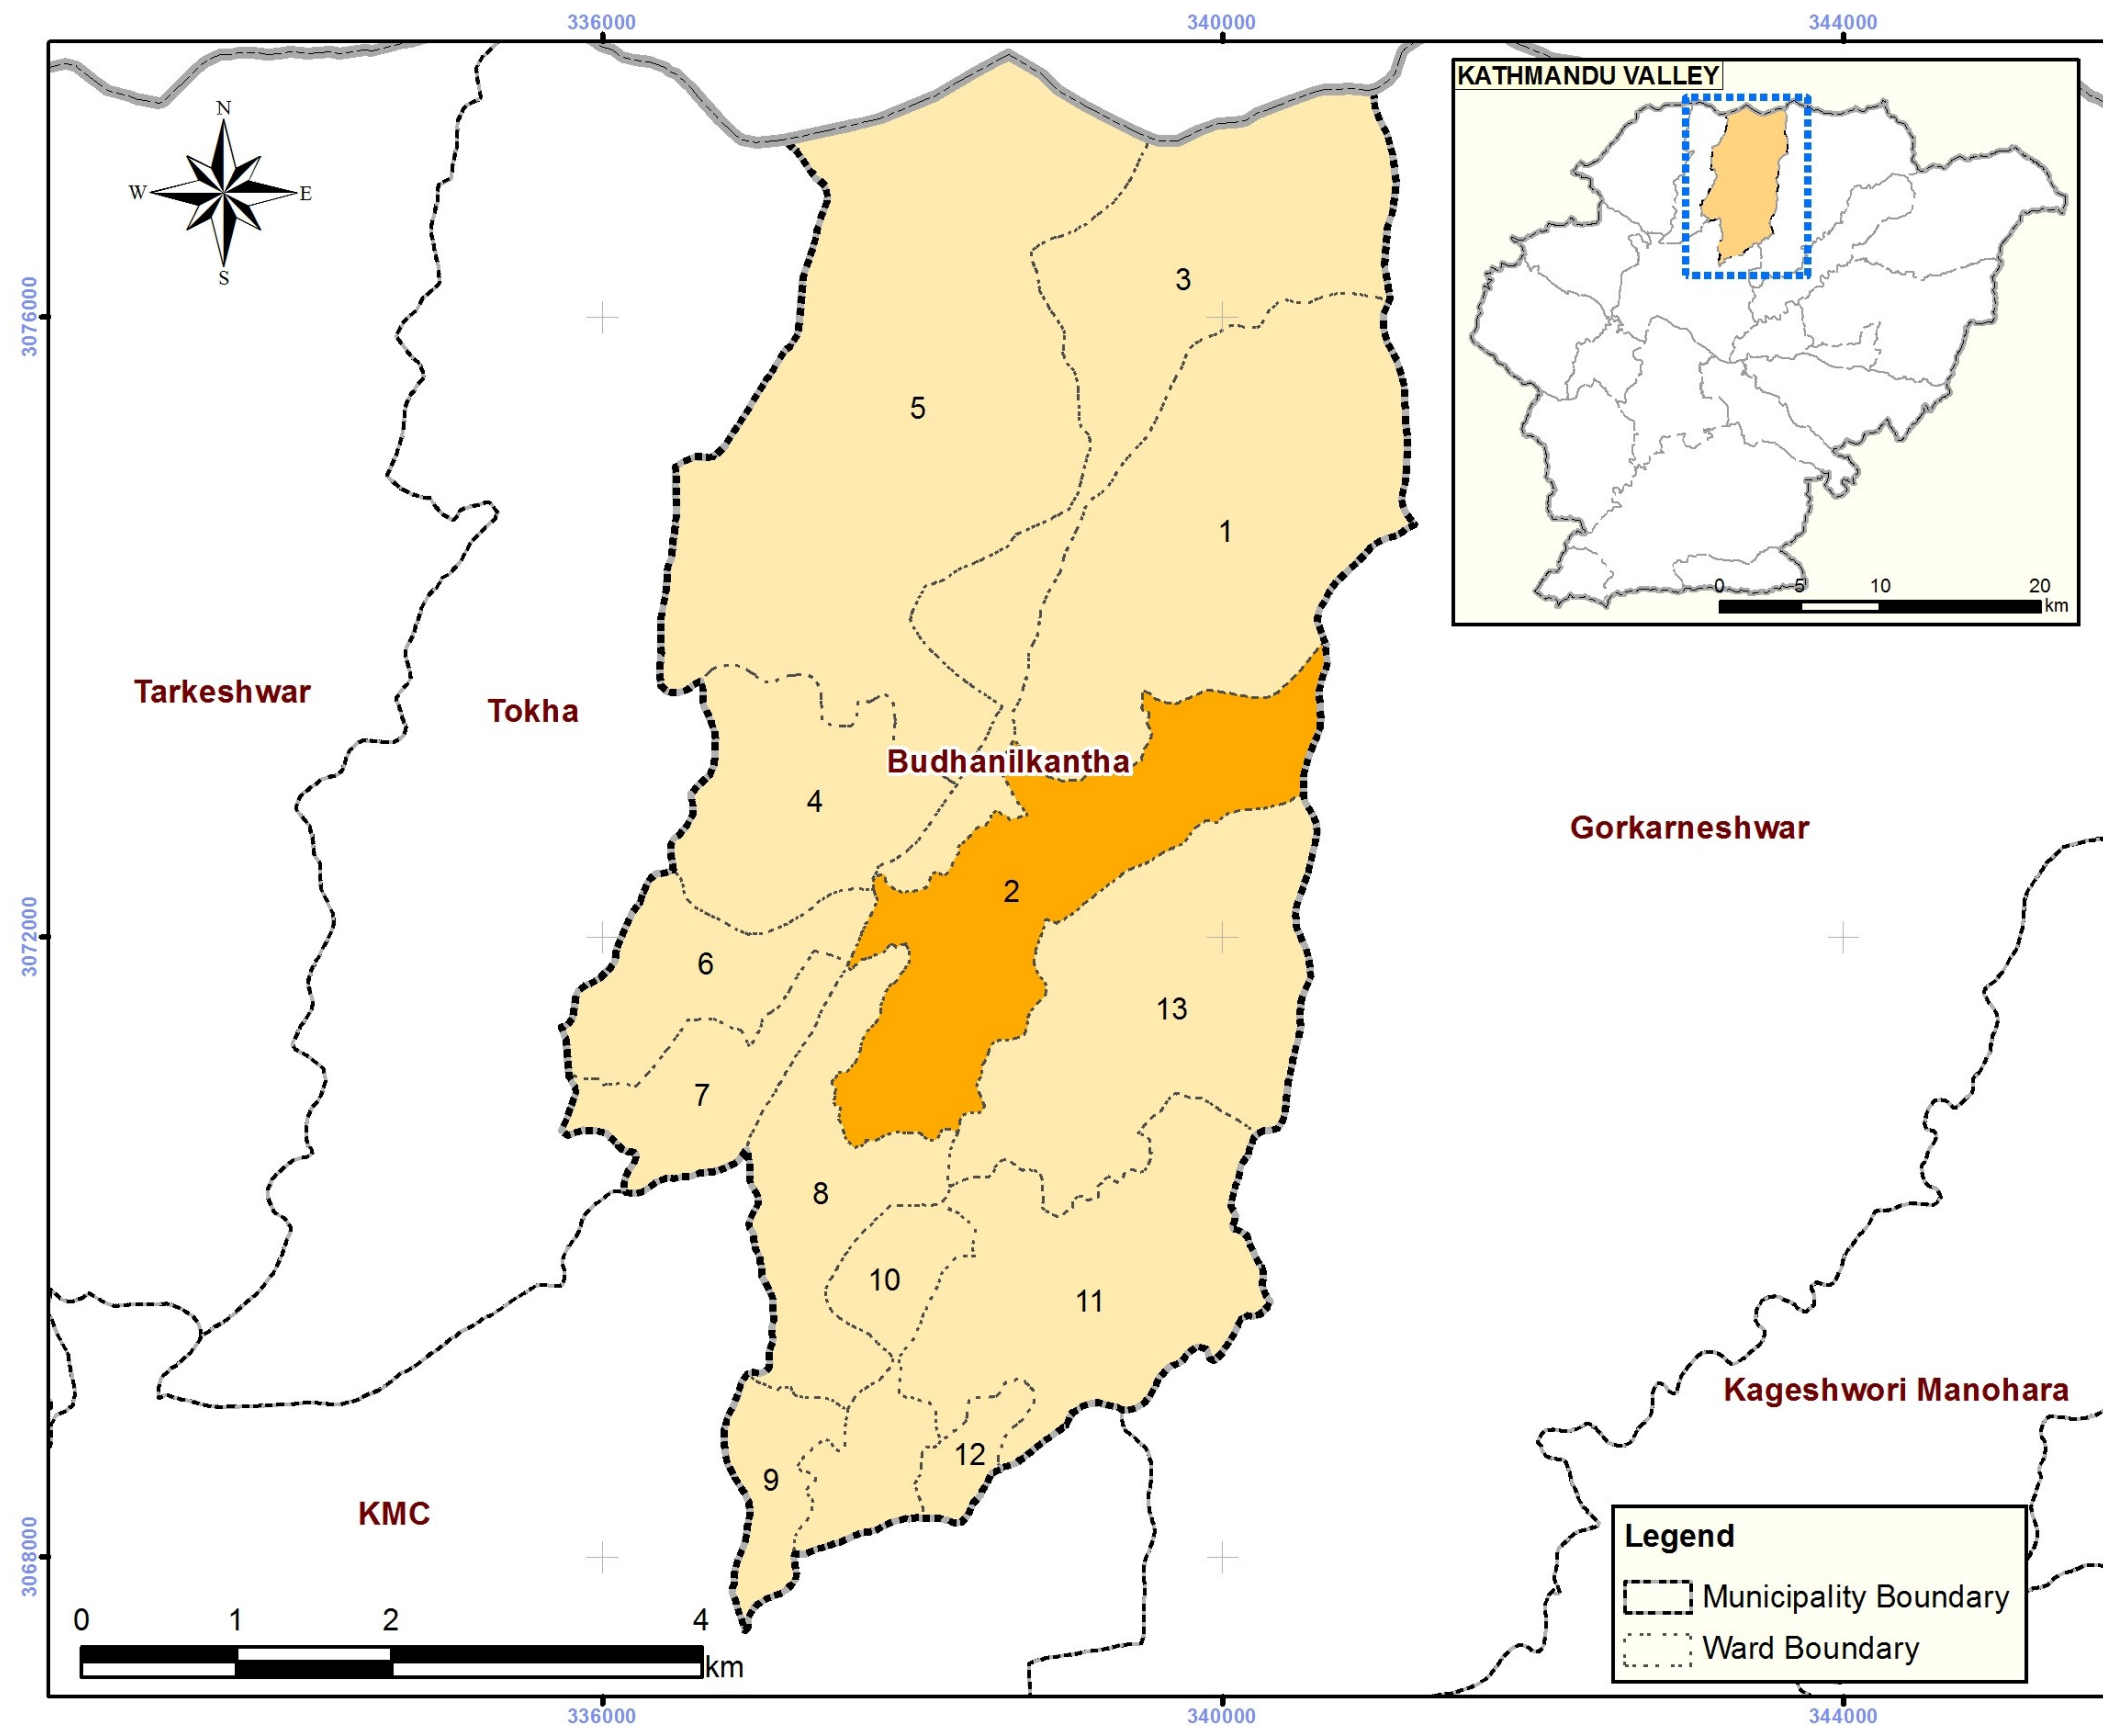 336000
340000
344000
KATHMANDU VALLEY
N
W
E
S
3
3076000
5
1
0
5
10
20
km
Tarkeshwar
Tokha
Budhanilkantha
4
Gorkarneshwar
2
3072000
6
13
7
8
10
11
Kageshwori Manohara
12
9
KMC
3068000
Legend
Municipality Boundary
Ward Boundary
0
1
2
4
km
336000
340000
344000